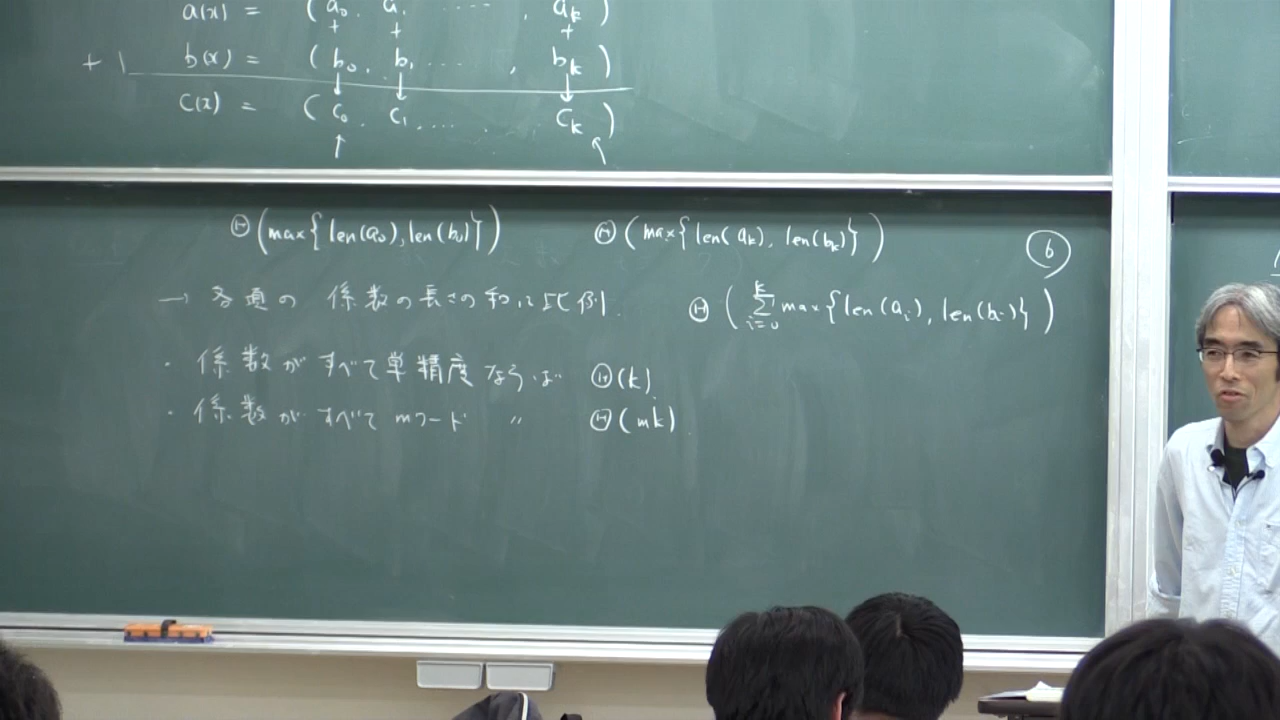 a(x) = ( a₀, a₁ ‥‥, aₖ )
+ + +
+ ) b(x) = ( b₀, b₁ ‥‥, bₖ )
↓ ↓ ↓
c(x) = ( c₀, c₁, ‥‥, cₖ )
↑ ↑
Θ(max{len(a₀), len(b₀)}) Θ(max{len(aₖ), len(bₖ)})
⑥
→ 各項の 係数の長さの和に比例. Θ( ∑_{i=0}^{k} max{len(aᵢ), len(bᵢ)} )
・係数が すべて単精度 ならば Θ(k).
・係数が すべて mワード 〃 Θ(mk).